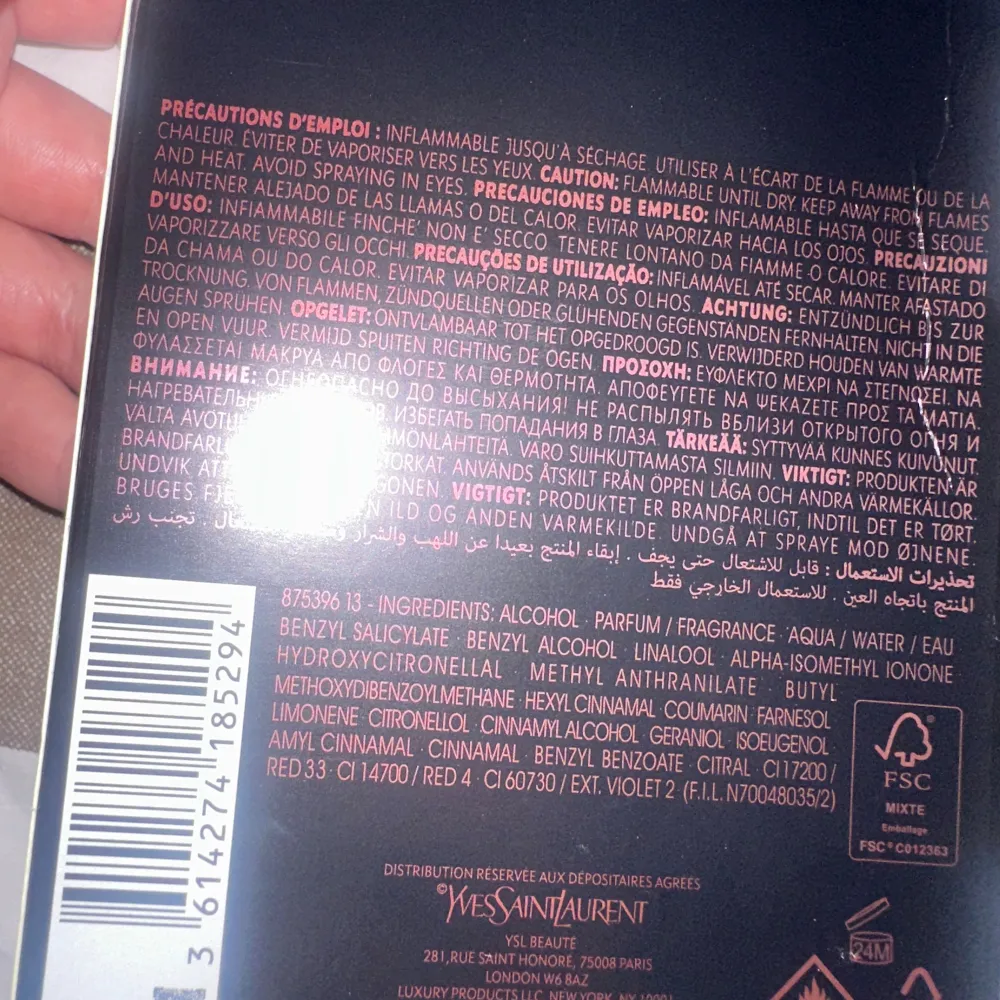 PRÉCAUTIONS D'EMPLOI : INFLAMMABLE JUSQU'À SÉCHAGE. UTILISER À L'ÉCART DE LA FLAMME OU DE LA
CHALEUR. ÉVITER DE VAPORISER VERS LES YEUX. CAUTION: FLAMMABLE UNTIL DRY. KEEP AWAY FROM FLAMES
AND HEAT. AVOID SPRAYING IN EYES. PRECAUCIONES DE EMPLEO: INFLAMABLE HASTA QUE SE SEQUE.
MANTENER ALEJADO DE LAS LLAMAS O DEL CALOR. EVITAR VAPORIZAR HACIA LOS OJOS. PRECAUZIONI
D'USO: INFIAMMABILE FINCHE' NON E' SECCO. TENERE LONTANO DA FIAMME O CALORE. EVITARE DI
VAPORIZZARE VERSO GLI OCCHI. PRECAUÇÕES DE UTILIZAÇÃO: INFLAMÁVEL ATÉ SECAR. MANTER AFASTADO
DA CHAMA OU DO CALOR. EVITAR VAPORIZAR PARA OS OLHOS. ACHTUNG: ENTZÜNDLICH BIS ZUR
TROCKNUNG. VON FLAMMEN, ZÜNDQUELLEN ODER GLÜHENDEN GEGENSTANDEN FERNHALTEN. NICHT IN DIE
AUGEN SPRÜHEN. OPGELET: ONTVLAMBAAR TOT HET OPGEDROOGD IS. VERWIJDERD HOUDEN VAN WARMTE
EN OPEN VUUR. VERMIJD SPUITEN RICHTING DE OGEN. ΠΡΟΣΟΧΗ: ΕΥΦΛΕΚΤΟ ΜΕΧΡΙ ΝΑ ΣΤΕΓΝΩΣΕΙ. ΝΑ
ΦΥΛΑΣΣΕΤΑΙ ΜΑΚΡΥΑ ΑΠΟ ΦΛΟΓΕΣ ΚΑΙ ΘΕΡΜΟΤΗΤΑ. ΑΠΟΦΕΥΓΕΤΕ ΝΑ ΨΕΚΑΖΕΤΕ ΠΡΟΣ ΤΑ ΜΑΤΙΑ.
ВНИМАНИЕ: ОГНЕОПАСНО ДО ВЫСЫХАНИЯ! НЕ РАСПЫЛЯТЬ ВБЛИЗИ ОТКРЫТОГО ОГНЯ И
ИЗБЕГАТЬ ПОПАДАНИЯ В ГЛАЗА. TÄRKEÄÄ: SYTTYVÄÄ KUNNES KUIVUNUT.
VALTA VARO SUIHKUTTAMASTA SILMIIN. VIKTIGT: PRODUKTEN ÄR
TORKAT. ANVÄNDS ÅTSKILT FRÅN ÖPPEN LÅGA OCH ANDRA VÄRMEKÄLLOR.
UNDVIK VIGTIGT: PRODUKTET ER BRANDFARLIGT, INDTIL DET ER TØRT.
BRUGES ILD OG ANDEN VARMEKILDE. UNDGÅ AT SPRAYE MOD ØJNENE.
تحذيرات الاستعمال : قابل للاشتعال حتى يجف . إبقاء المنتج بعيدا عن اللهب والشرار . تجنب رش
المنتج باتجاه العين . للاستعمال الخارجي فقط
875396 13 - INGREDIENTS: ALCOHOL · PARFUM / FRAGRANCE · AQUA / WATER / EAU
BENZYL SALICYLATE · BENZYL ALCOHOL · LINALOOL · ALPHA-ISOMETHYL IONONE
HYDROXYCITRONELLAL · METHYL ANTHRANILATE · BUTYL
METHOXYDIBENZOYLMETHANE · HEXYL CINNAMAL · COUMARIN · FARNESOL
LIMONENE · CITRONELLOL · CINNAMYL ALCOHOL · GERANIOL · ISOEUGENOL
AMYL CINNAMAL · CINNAMAL · BENZYL BENZOATE · CITRAL · CI 17200 /
RED 33 · CI 14700 / RED 4 · CI 60730 / EXT. VIOLET 2 (F.I.L. N70048035/2)
FSC®
MIXTE
Emballage
FSC® C012363
3 614274 185294
DISTRIBUTION RÉSERVÉE AUX DÉPOSITAIRES AGRÉÉS
©YVESSAINTLAURENT
YSL BEAUTÉ
281, RUE SAINT HONORÉ, 75008 PARIS
LONDON W6 8AZ
LUXURY PRODUCTS LLC, NEW YORK, NY 10001
24M